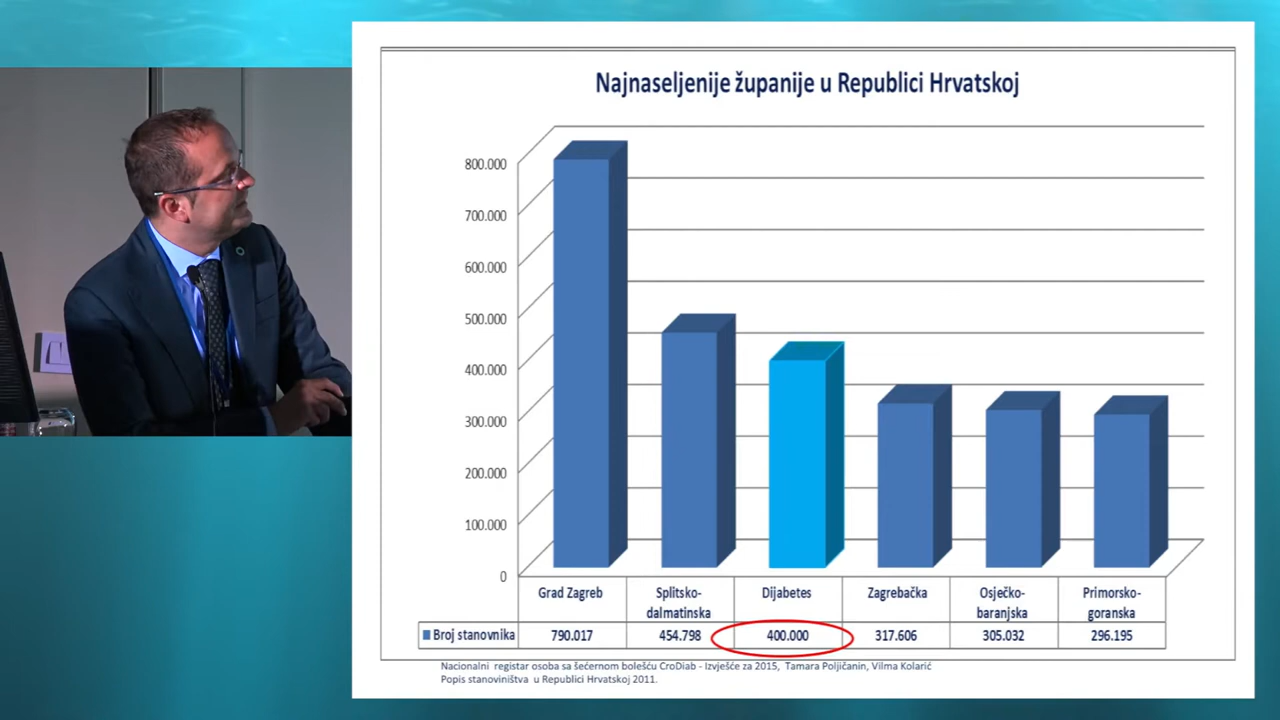 Najnaseljenije županije u Republici Hrvatskoj
800.000
700.000
600.000
500.000
400.000
300.000
200.000
100.000
0
Grad Zagreb
Splitsko-
dalmatinska
Dijabetes
Zagrebačka
Osječko-
baranjska
Primorsko-
goranska
Broj stanovnika 790.017 454.798 400.000 317.606 305.032 296.195
Nacionalni registar osoba sa šećernom bolešću CroDiab - Izvješće za 2015, Tamara Poljičanin, Vilma Kolarić
Popis stanoviništva u Republici Hrvatskoj 2011.